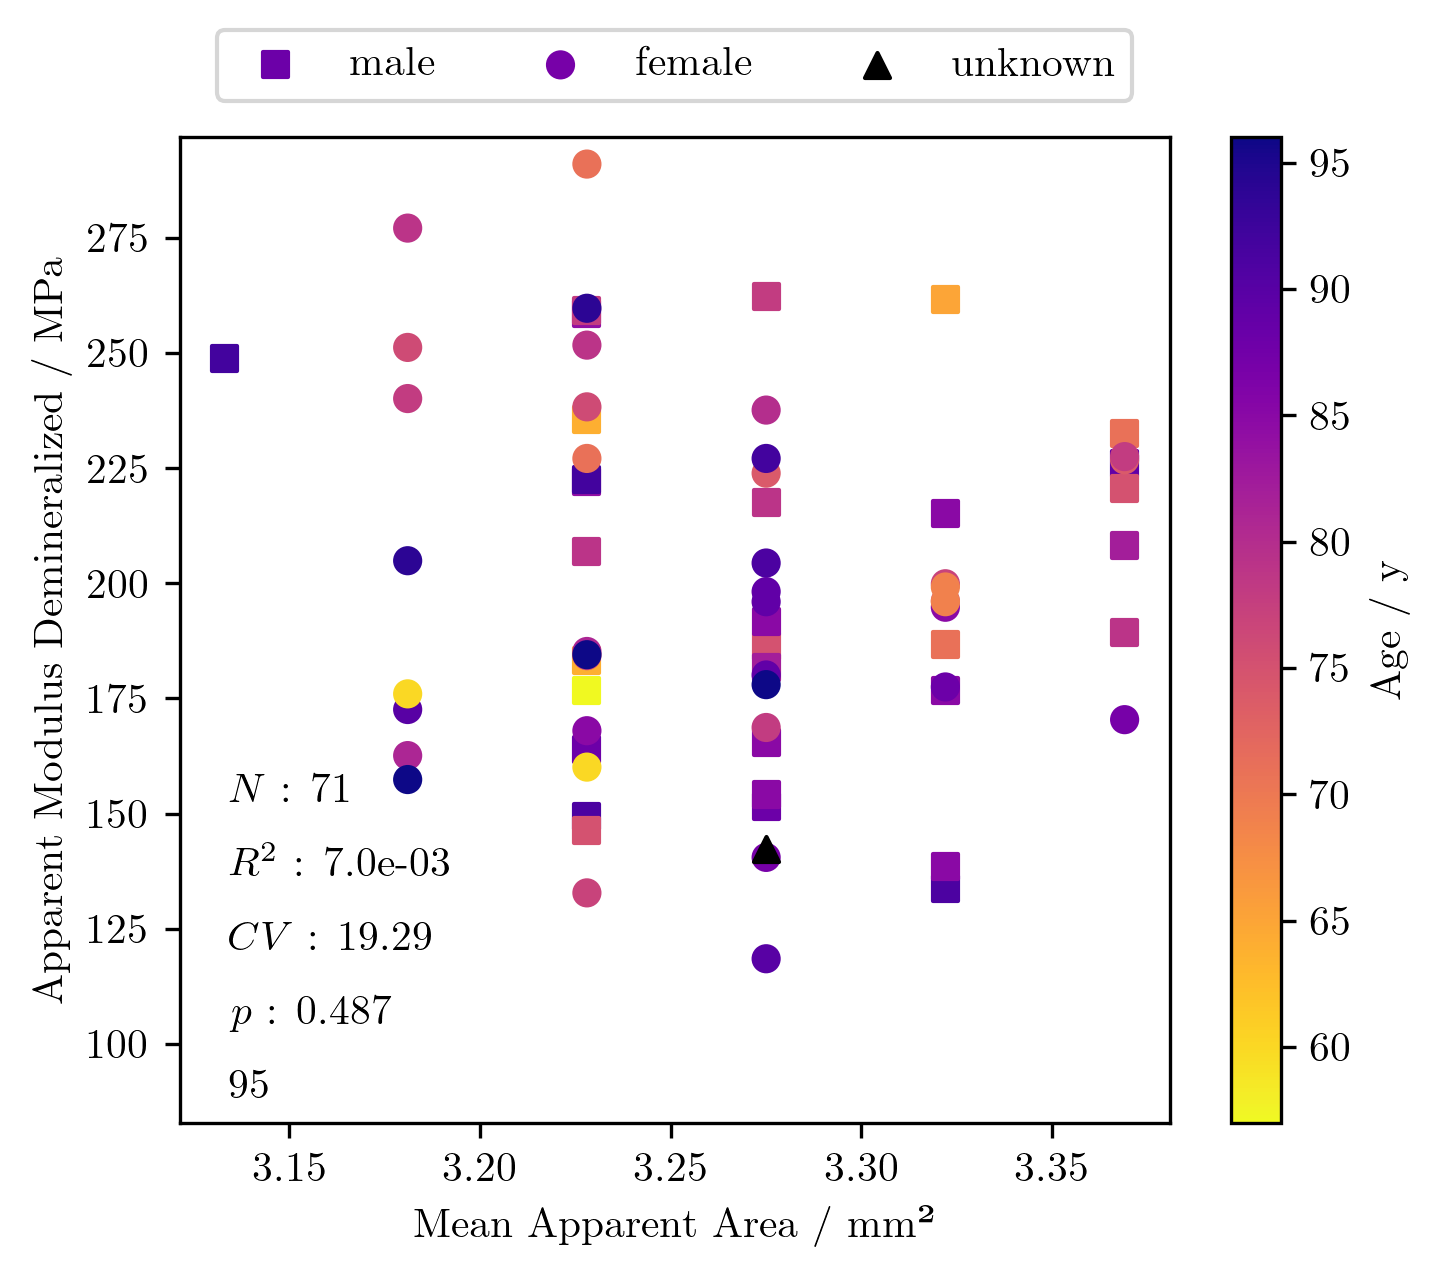 male female unknown
Apparent Modulus Demineralized / MPa
275
250
225
200
175
150
125
100
N : 71
R² : 7.0e-03
CV : 19.29
p : 0.487
95
3.15 3.20 3.25 3.30 3.35
Mean Apparent Area / mm²
95
90
85
80
75
70
65
60
Age / y